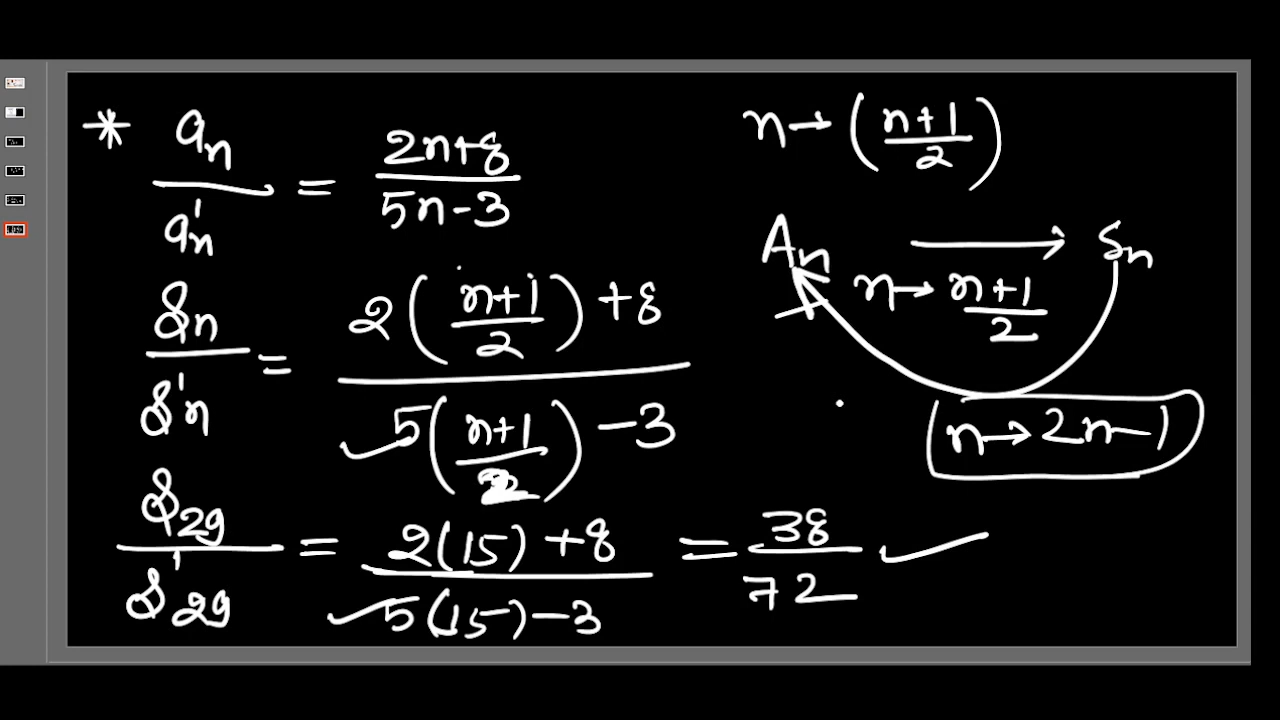 * aₙ / a'ₙ = (2n+8) / (5n-3)
Sₙ / S'ₙ = (2((n+1)/2) +8) / (5((n+1)/2) -3)
S₂₉ / S'₂₉ = (2(15)+8) / (5(15)-3) = 38 / 72
n → ((n+1)/2)
Aₙ → Sₙ
n → (n+1)/2
n → 2n-1